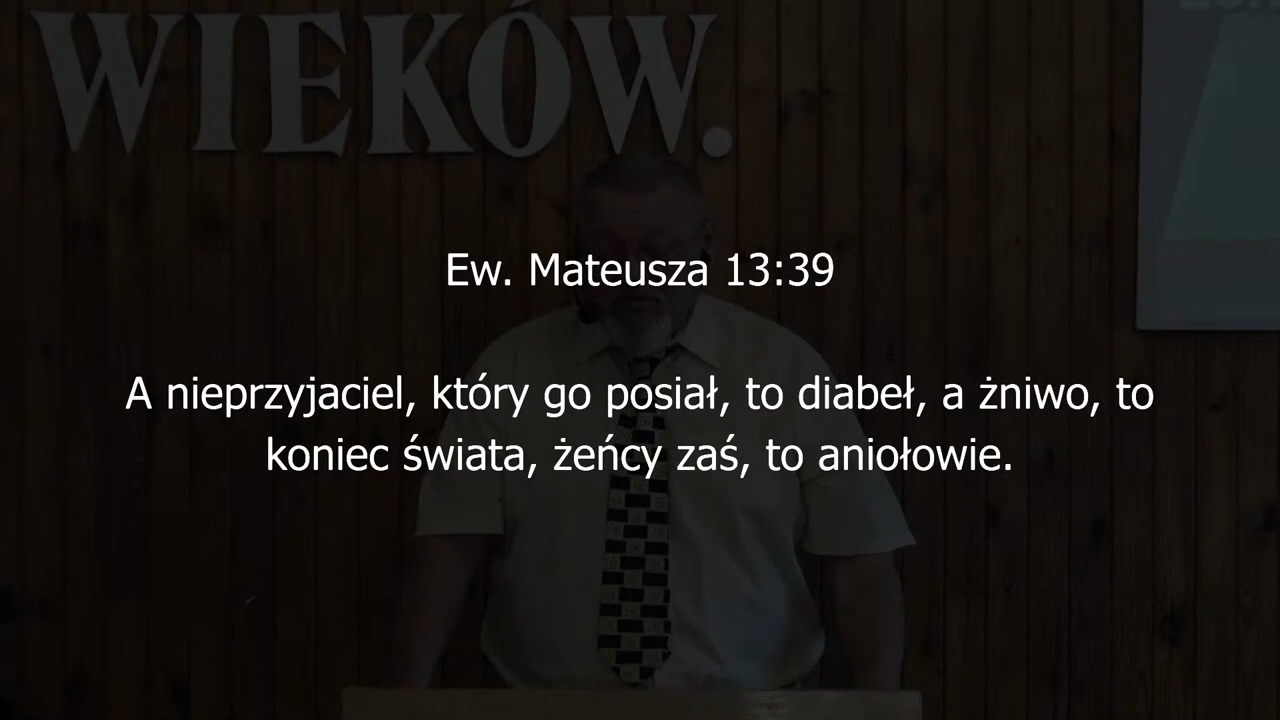 WIEKÓW.
Ew. Mateusza 13:39
A nieprzyjaciel, który go posiał, to diabeł, a żniwo, to
koniec świata, żeńcy zaś, to aniołowie.